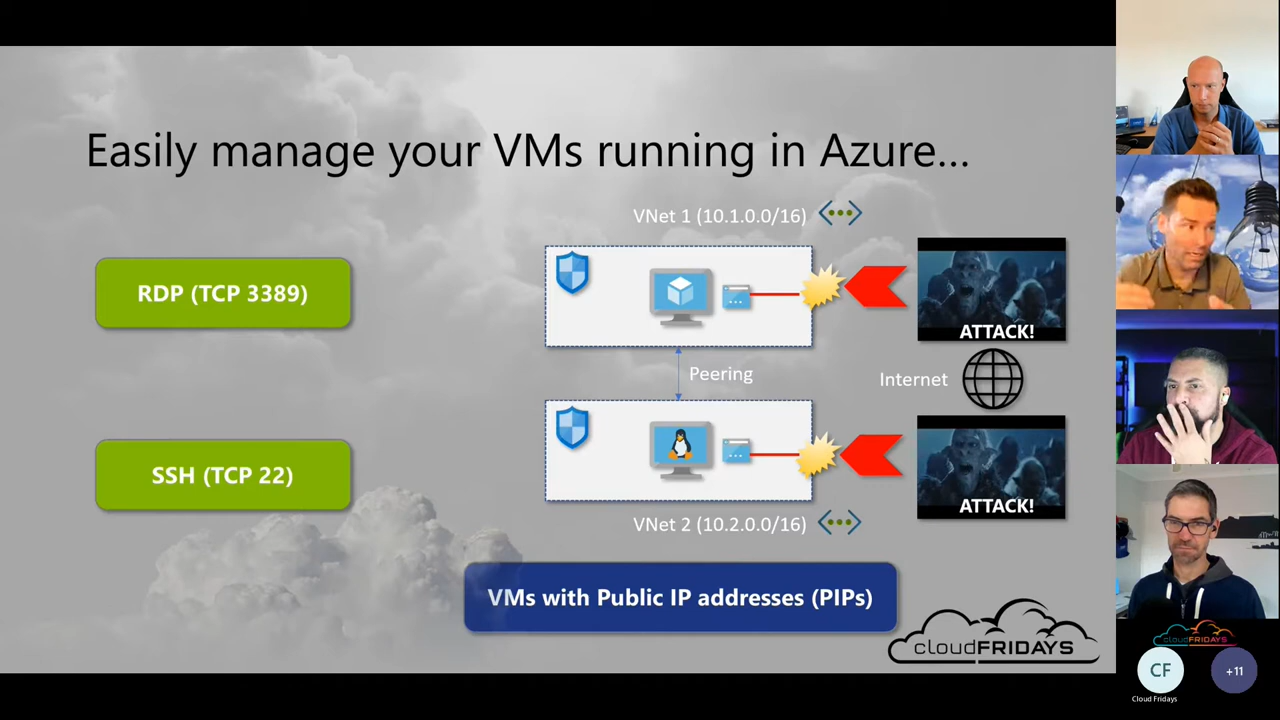 Easily manage your VMs running in Azure...
VNet 1 (10.1.0.0/16)
RDP (TCP 3389)
ATTACK!
Peering
Internet
SSH (TCP 22)
ATTACK!
VNet 2 (10.2.0.0/16)
VMs with Public IP addresses (PIPs)
cloudFRIDAYS
cloudFRIDAYS
CF
+11
Cloud Fridays